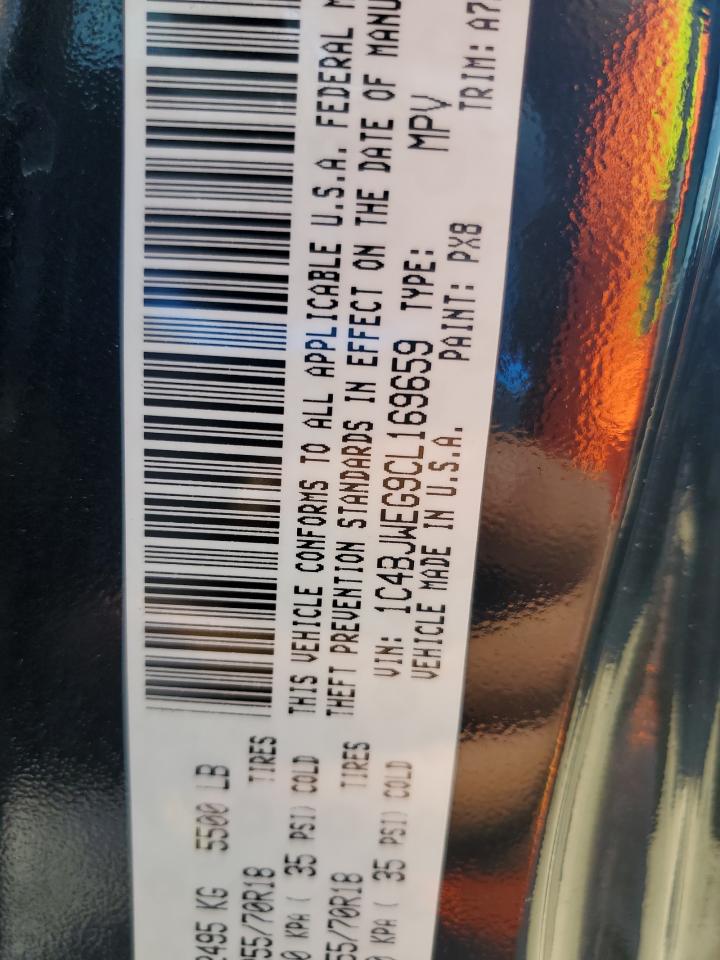 2495 KG 5500 LB
55/70R18 TIRES
0 KPA ( 35 PSI) COLD
55/70R18 TIRES
KPA ( 35 PSI) COLD
THIS VEHICLE CONFORMS TO ALL APPLICABLE U.S.A. FEDERAL M
THEFT PREVENTION STANDARDS IN EFFECT ON THE DATE OF MANU
VIN: 1C4BJWEG9CL169659 TYPE: MPV
VEHICLE MADE IN U.S.A. PAINT: PX8 TRIM: A7